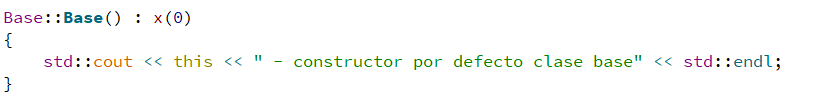 Base::Base() : x(0)
{
    std::cout << this << " - constructor por defecto clase base" << std::endl;
}